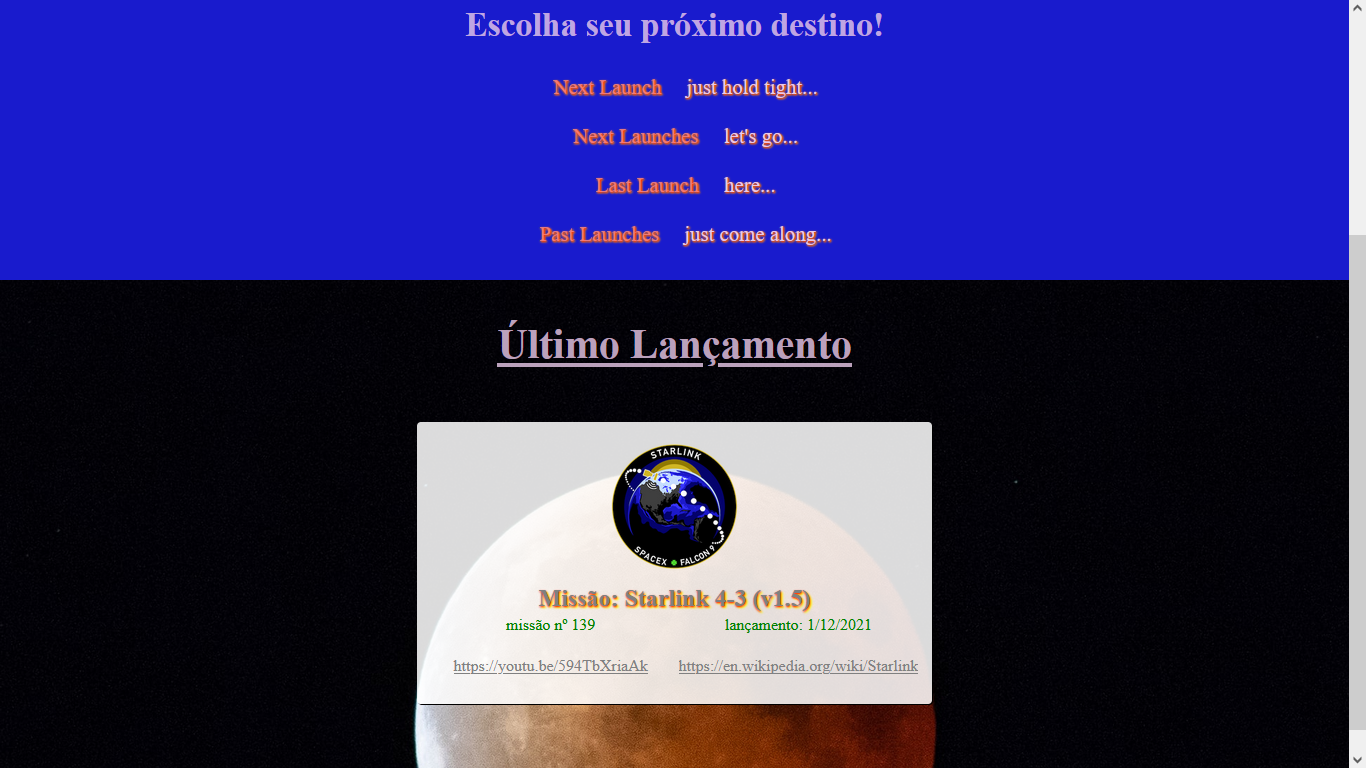 Escolha seu próximo destino!
Next Launch just hold tight...
Next Launches let's go...
Last Launch here...
Past Launches just come along...
Último Lançamento
STARLINK
SPACEX FALCON 9
Missão: Starlink 4-3 (v1.5)
missão nº 139 lançamento: 1/12/2021
https://youtu.be/594TbXriaAk https://en.wikipedia.org/wiki/Starlink